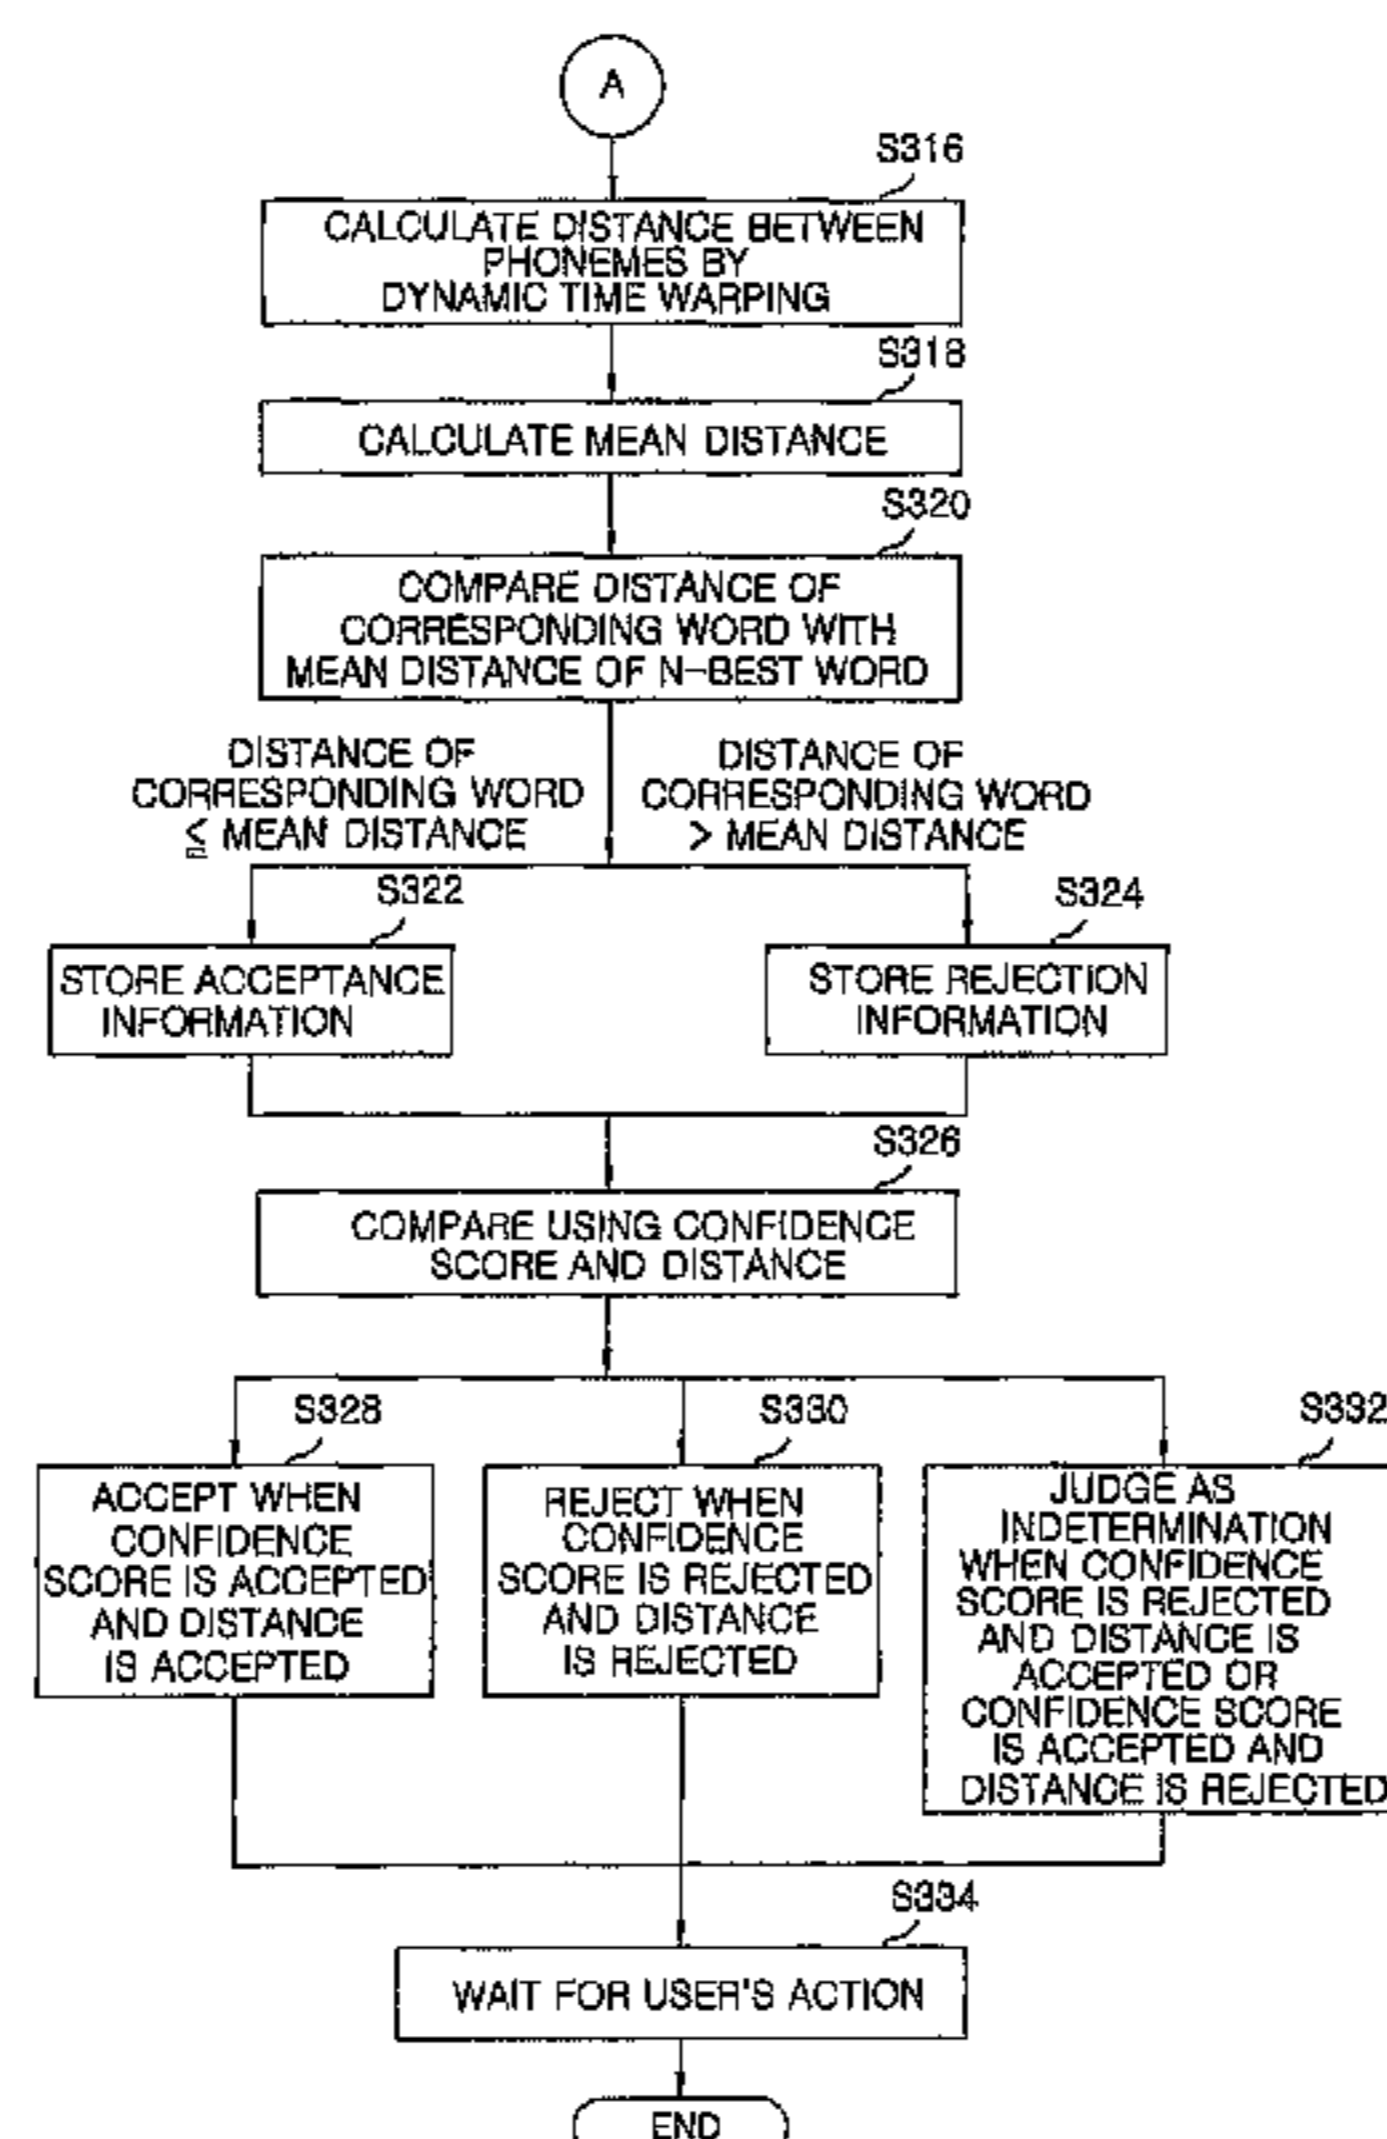 A
S316
CALCULATE DISTANCE BETWEEN
PHONEMES BY
DYNAMIC TIME WARPING
S318
CALCULATE MEAN DISTANCE
S320
COMPARE DISTANCE OF
CORRESPONDING WORD WITH
MEAN DISTANCE OF N-BEST WORD
DISTANCE OF
CORRESPONDING WORD
≤ MEAN DISTANCE
DISTANCE OF
CORRESPONDING WORD
> MEAN DISTANCE
S322
STORE ACCEPTANCE
INFORMATION
S324
STORE REJECTION
INFORMATION
S326
COMPARE USING CONFIDENCE
SCORE AND DISTANCE
S328
ACCEPT WHEN
CONFIDENCE
SCORE IS ACCEPTED
AND DISTANCE
IS ACCEPTED
S330
REJECT WHEN
CONFIDENCE
SCORE IS REJECTED
AND DISTANCE
IS REJECTED
S332
JUDGE AS
INDETERMINATION
WHEN CONFIDENCE
SCORE IS REJECTED
AND DISTANCE IS
ACCEPTED OR
CONFIDENCE SCORE
IS ACCEPTED AND
DISTANCE IS REJECTED
S334
WAIT FOR USER'S ACTION
END